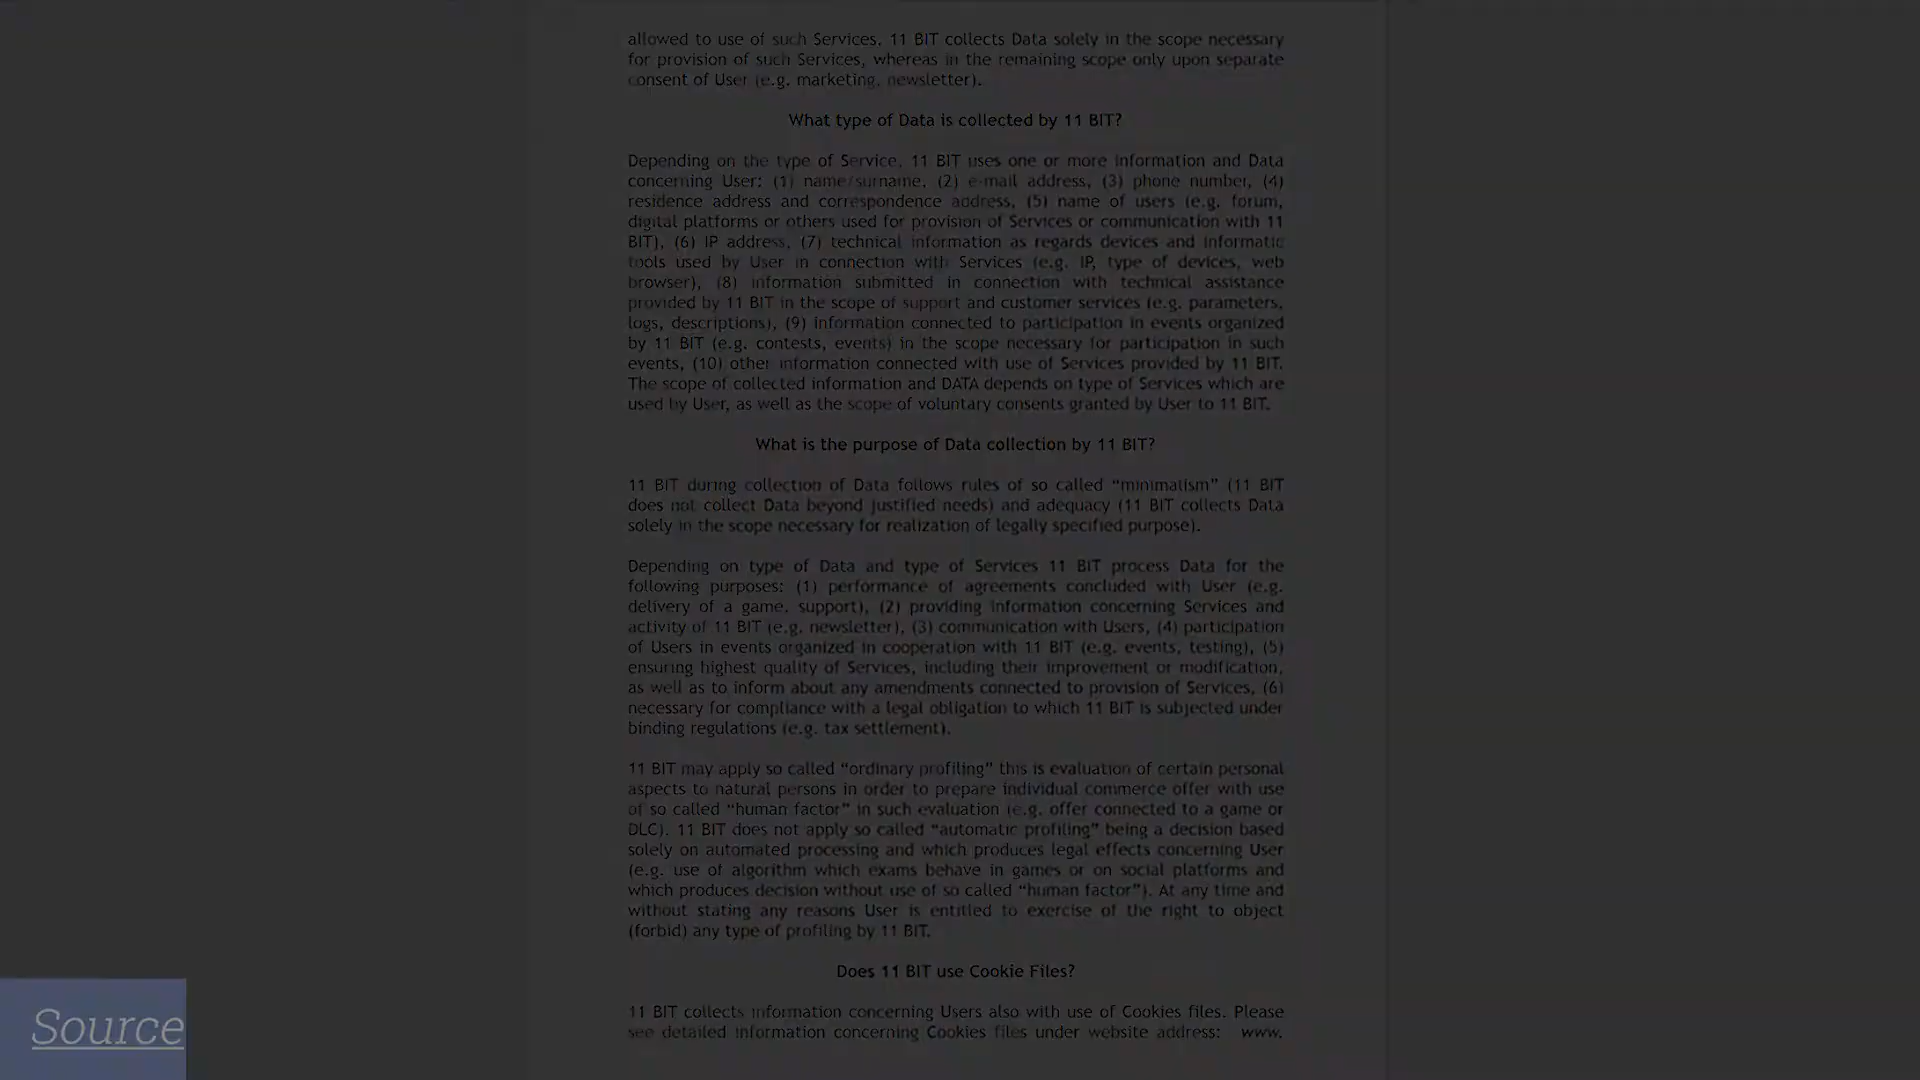 allowed to use of such Services. 11 BIT collects Data solely in the scope necessary
for provision of such Services, whereas in the remaining scope only upon separate
consent of User (e.g. marketing, newsletter).
What type of Data is collected by 11 BIT?
Depending on the type of Service, 11 BIT uses one or more information and Data
concerning User: (1) name/surname, (2) e-mail address, (3) phone number, (4)
residence address and correspondence address, (5) name of users (e.g. forum,
digital platforms or others used for provision of Services or communication with 11
BIT), (6) IP address, (7) technical information as regards devices and informatic
tools used by User in connection with Services (e.g. IP, type of devices, web
browser), (8) information submitted in connection with technical assistance
provided by 11 BIT in the scope of support and customer services (e.g. parameters,
logs, descriptions), (9) information connected to participation in events organized
by 11 BIT (e.g. contests, events) in the scope necessary for participation in such
events, (10) other information connected with use of Services provided by 11 BIT.
The scope of collected information and DATA depends on type of Services which are
used by User, as well as the scope of voluntary consents granted by User to 11 BIT.
What is the purpose of Data collection by 11 BIT?
11 BIT during collection of Data follows rules of so called “minimalism” (11 BIT
does not collect Data beyond justified needs) and adequacy (11 BIT collects Data
solely in the scope necessary for realization of legally specified purpose).
Depending on type of Data and type of Services 11 BIT process Data for the
following purposes: (1) performance of agreements concluded with User (e.g.
delivery of a game, support), (2) providing information concerning Services and
activity of 11 BIT (e.g. newsletter), (3) communication with Users, (4) participation
of Users in events organized in cooperation with 11 BIT (e.g. events, testing), (5)
ensuring highest quality of Services, including their improvement or modification,
as well as to inform about any amendments connected to provision of Services, (6)
necessary for compliance with a legal obligation to which 11 BIT is subjected under
binding regulations (e.g. tax settlement).
11 BIT may apply so called “ordinary profiling” this is evaluation of certain personal
aspects to natural persons in order to prepare individual commerce offer with use
of so called “human factor” in such evaluation (e.g. offer connected to a game or
DLC). 11 BIT does not apply so called “automatic profiling” being a decision based
solely on automated processing and which produces legal effects concerning User
(e.g. use of algorithm which exams behave in games or on social platforms and
which produces decision without use of so called “human factor”). At any time and
without stating any reasons User is entitled to exercise of the right to object
(forbid) any type of profiling by 11 BIT.
Does 11 BIT use Cookie Files?
11 BIT collects information concerning Users also with use of Cookies files. Please
see detailed information concerning Cookies files under website address: www.
Source